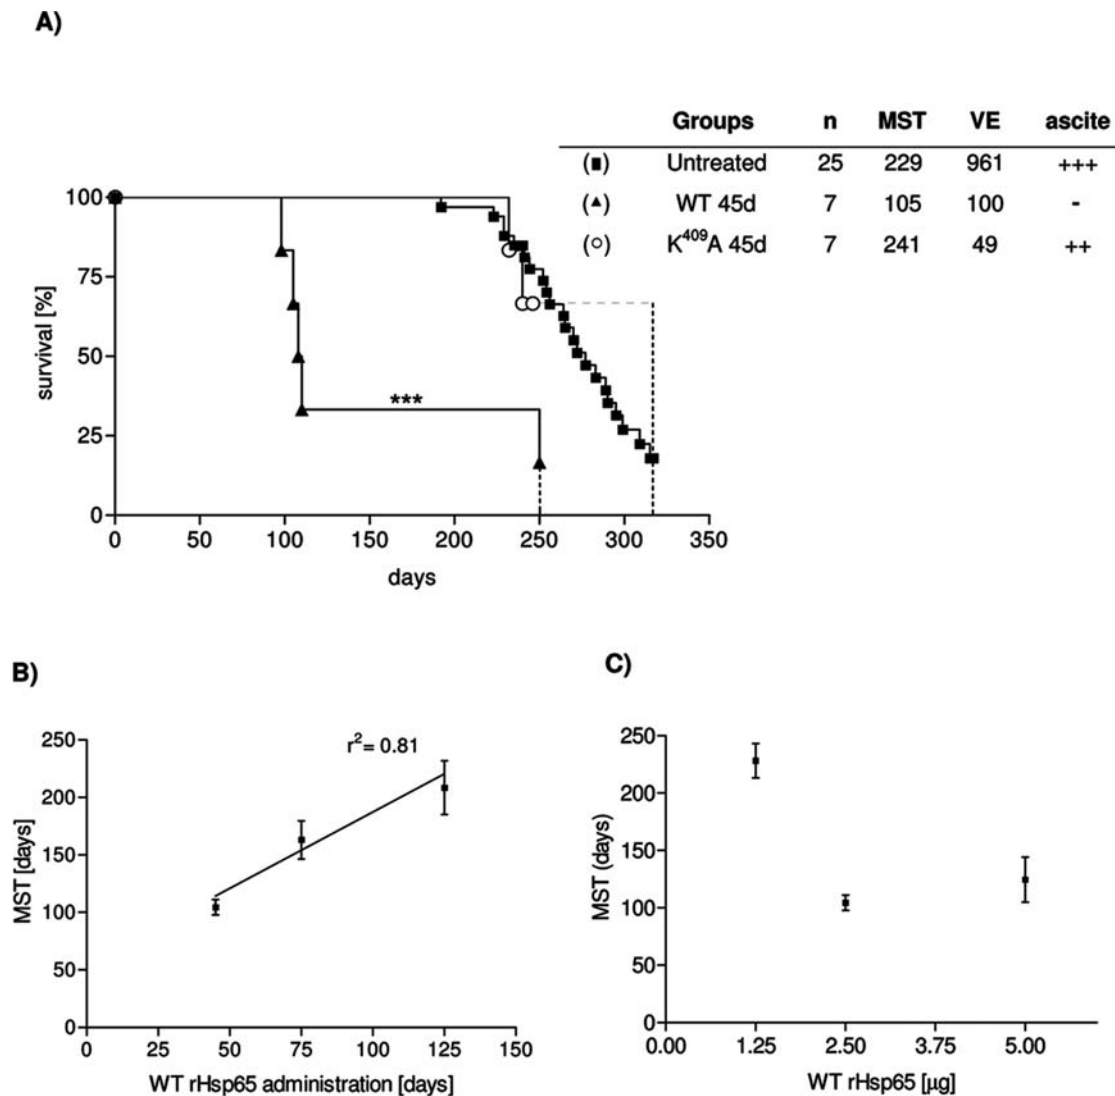 A)
Groups n MST VE ascite
(■) Untreated 25 229 961 +++
(▲) WT 45d 7 105 100 -
(○) K⁴⁰⁹A 45d 7 241 49 ++
100
75
50
25
0
survival [%]
***
0 50 100 150 200 250 300 350
days
B)
r²= 0.81
250
200
150
100
50
0
MST [days]
0 25 50 75 100 125 150
WT rHsp65 administration [days]
C)
250
200
150
100
50
0
MST (days)
0.00 1.25 2.50 3.75 5.00
WT rHsp65 [µg]